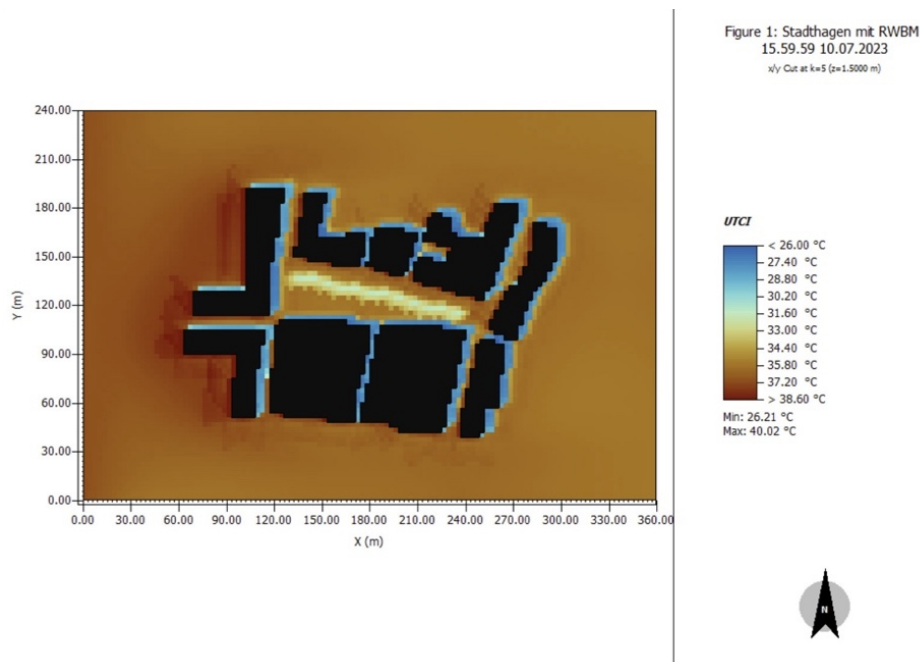 Figure 1: Stadthagen mit RWBM
15.59.59 10.07.2023
x/y Cut at k=5 (z=1.5000 m)
240.00
210.00
180.00
150.00
120.00
90.00
60.00
30.00
0.00
Y (m)
0.00 30.00 60.00 90.00 120.00 150.00 180.00 210.00 240.00 270.00 300.00 330.00 360.00
X (m)
UTCI
< 26.00 °C
27.40 °C
28.80 °C
30.20 °C
31.60 °C
33.00 °C
34.40 °C
35.80 °C
37.20 °C
> 38.60 °C
Min: 26.21 °C
Max: 40.02 °C
N